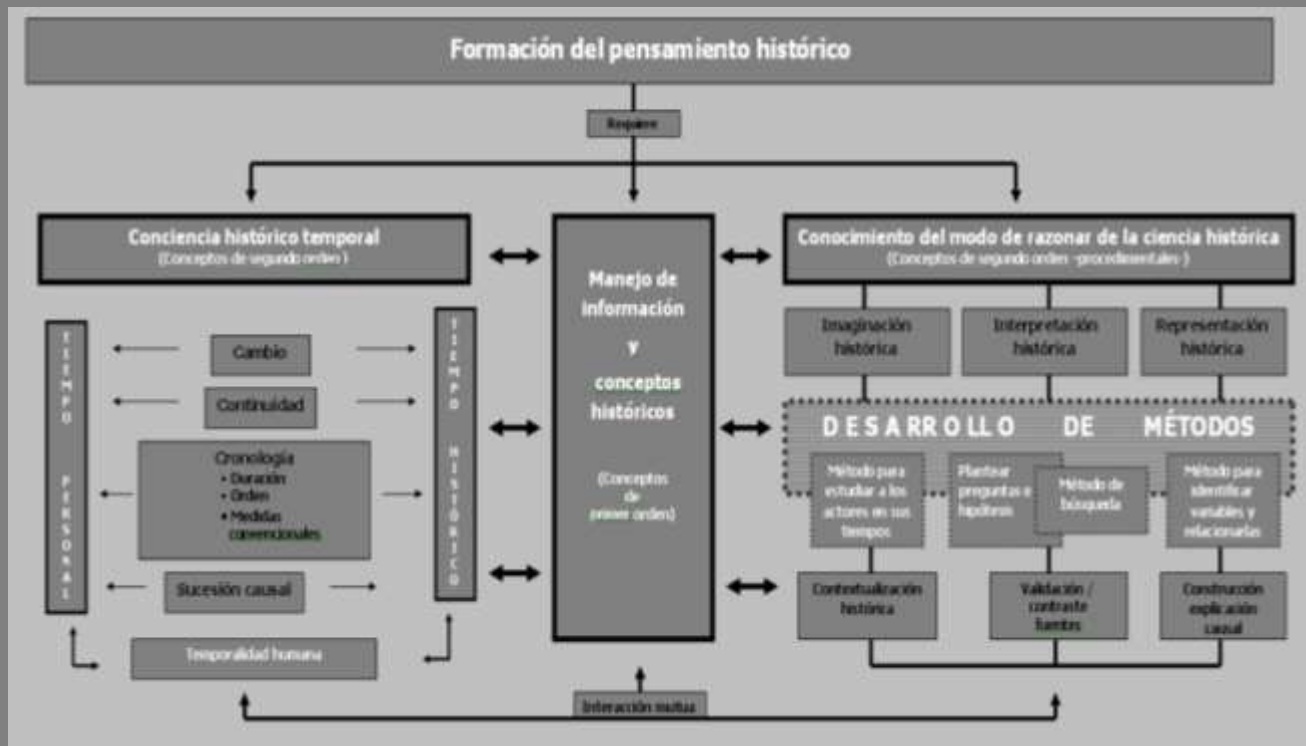 Formación del pensamiento histórico
Requiere
Conciencia histórico temporal
(Conceptos de segundo orden )
TIEMPO PERSONAL
Cambio
Continuidad
Cronología
• Duración
• Orden
• Medidas
convencionales
Sucesión causal
TIEMPO HISTÓRICO
Temporalidad humana
Manejo de
información
y
conceptos
históricos
(Conceptos
de
primer orden)
Conocimiento del modo de razonar de la ciencia histórica
(Conceptos de segundo orden -procedimentales-)
Imaginación
histórica
Interpretación
histórica
Representación
histórica
DESARROLLO DE MÉTODOS
Método para
estudiar a los
actores en sus
tiempos
Plantear
preguntas e
hipótesis
Método de
búsqueda
Método para
identificar
variables y
relacionarlas
Contextualización
histórica
Validación /
contraste
fuentes
Construcción
explicación
causal
Interacción mutua